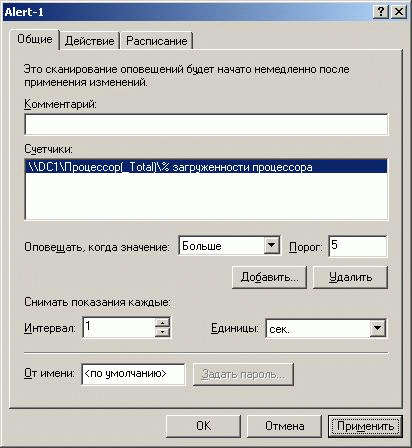 Alert-1
Общие
Действие
Расписание
Это сканирование оповещений будет начато немедленно после
применения изменений.
Комментарий:
Счетчики:
\\DC1\Процессор(_Total)\% загруженности процессора
Оповещать, когда значение: Больше Порог: 5
Добавить... Удалить
Снимать показания каждые:
Интервал: 1 Единицы: сек.
От имени: <по умолчанию> Задать пароль...
OK Отмена Применить